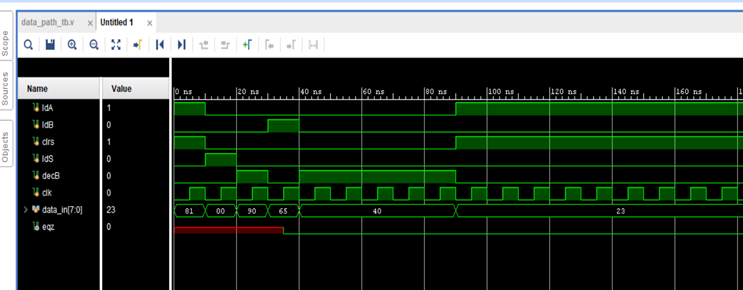 data_path_tb.v × Untitled 1 ×
Scope
Sources
Objects
Name Value
0 ns 20 ns 40 ns 60 ns 80 ns 100 ns 120 ns 140 ns 160 ns 180 ns
ldA 1
ldB 0
clrs 1
ldS 0
decB 0
clk 0
data_in[7:0] 23 81 00 90 65 40 23
eqz 0